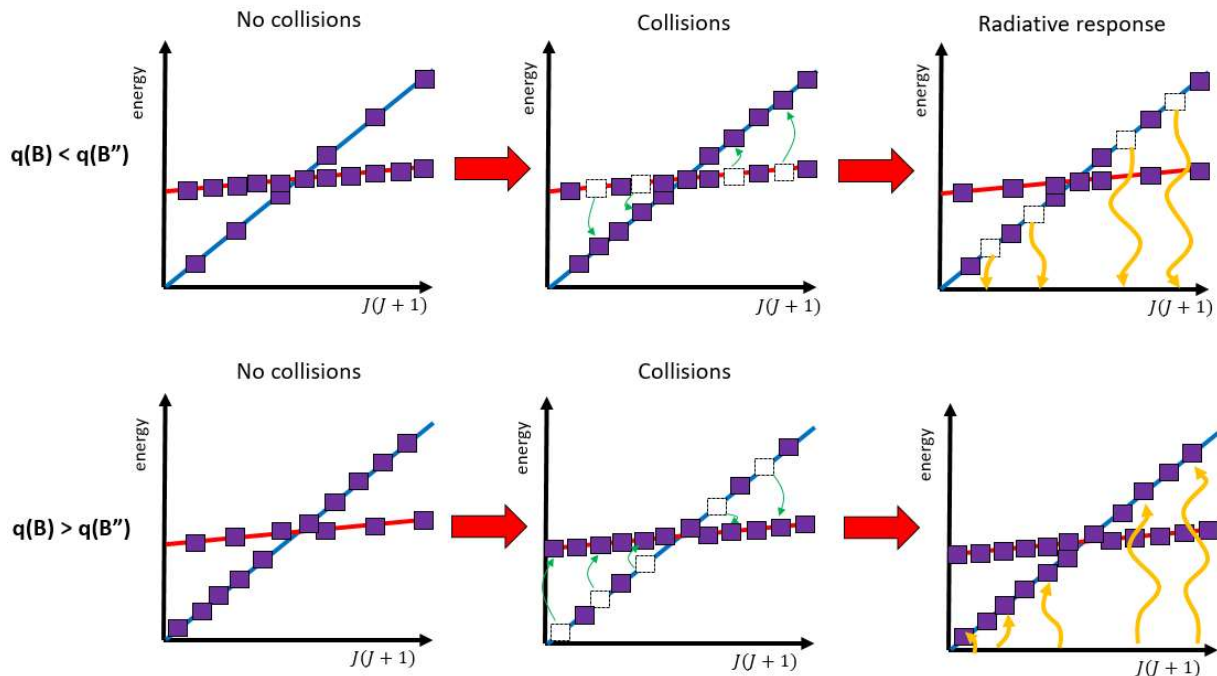 No collisions
Collisions
Radiative response
energy
energy
energy
q(B) < q(B”)
J(J + 1)
J(J + 1)
J(J + 1)
No collisions
Collisions
energy
energy
energy
q(B) > q(B”)
J(J + 1)
J(J + 1)
J(J + 1)